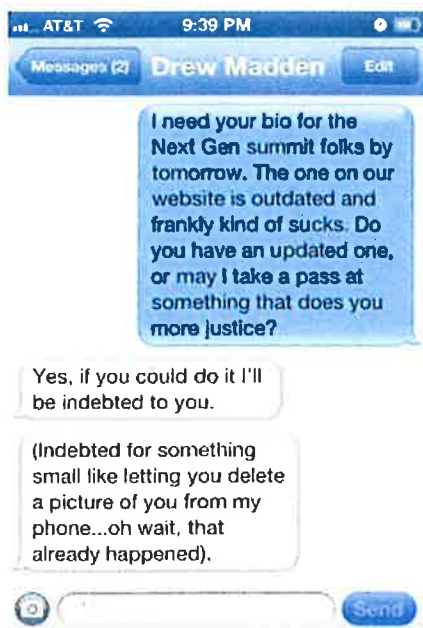 AT&T 9:39 PM
Messages (2) Drew Madden Edit
I need your bio for the
Next Gen summit folks by
tomorrow. The one on our
website is outdated and
frankly kind of sucks. Do
you have an updated one,
or may I take a pass at
something that does you
more justice?
Yes, if you could do it I'll
be indebted to you.
(Indebted for something
small like letting you delete
a picture of you from my
phone...oh wait, that
already happened).
Send